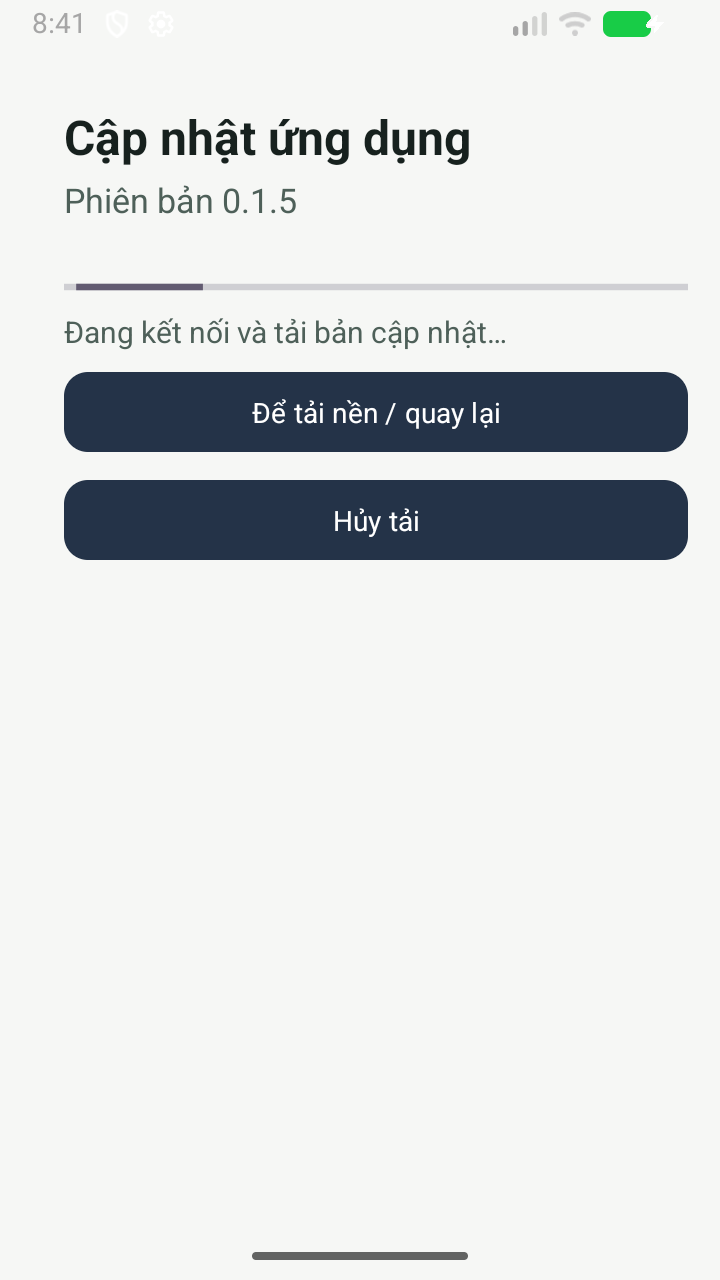 8:41
Cập nhật ứng dụng
Phiên bản 0.1.5
Đang kết nối và tải bản cập nhật…
Để tải nền / quay lại
Hủy tải